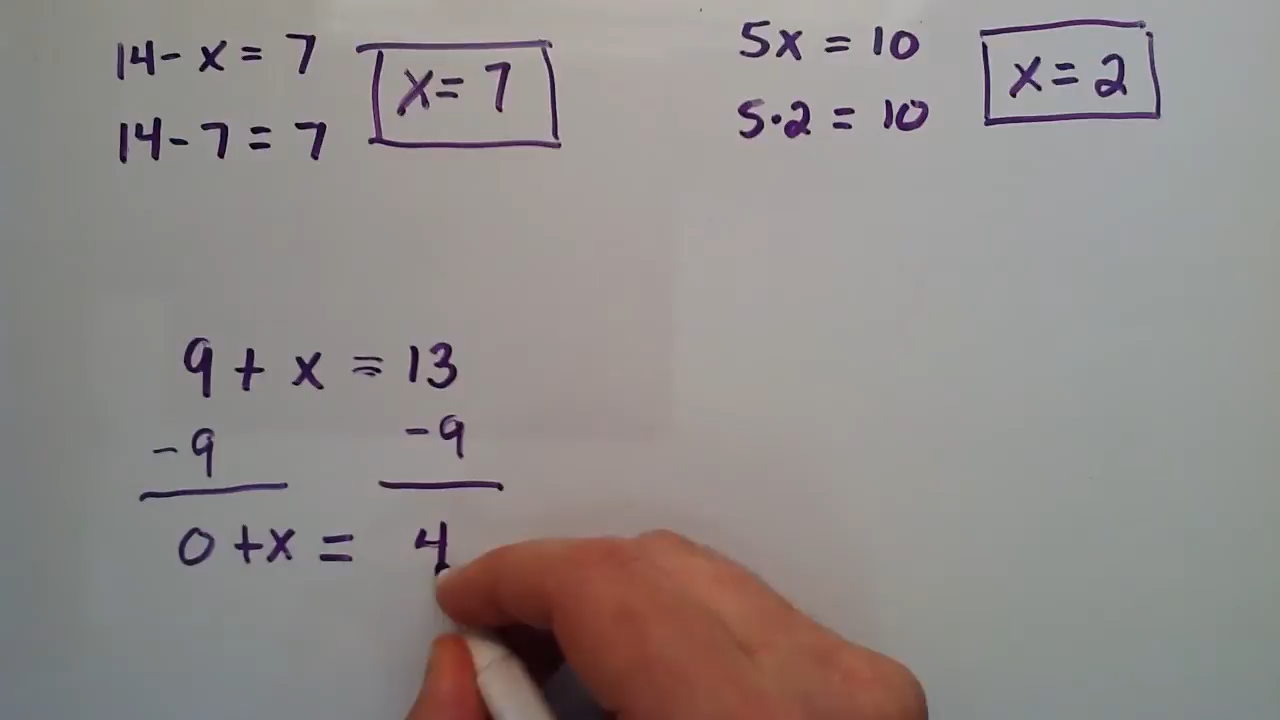 14 - x = 7
x = 7
14 - 7 = 7
5x = 10
x = 2
5·2 = 10
9 + x = 13
-9 -9
0 + x = 4